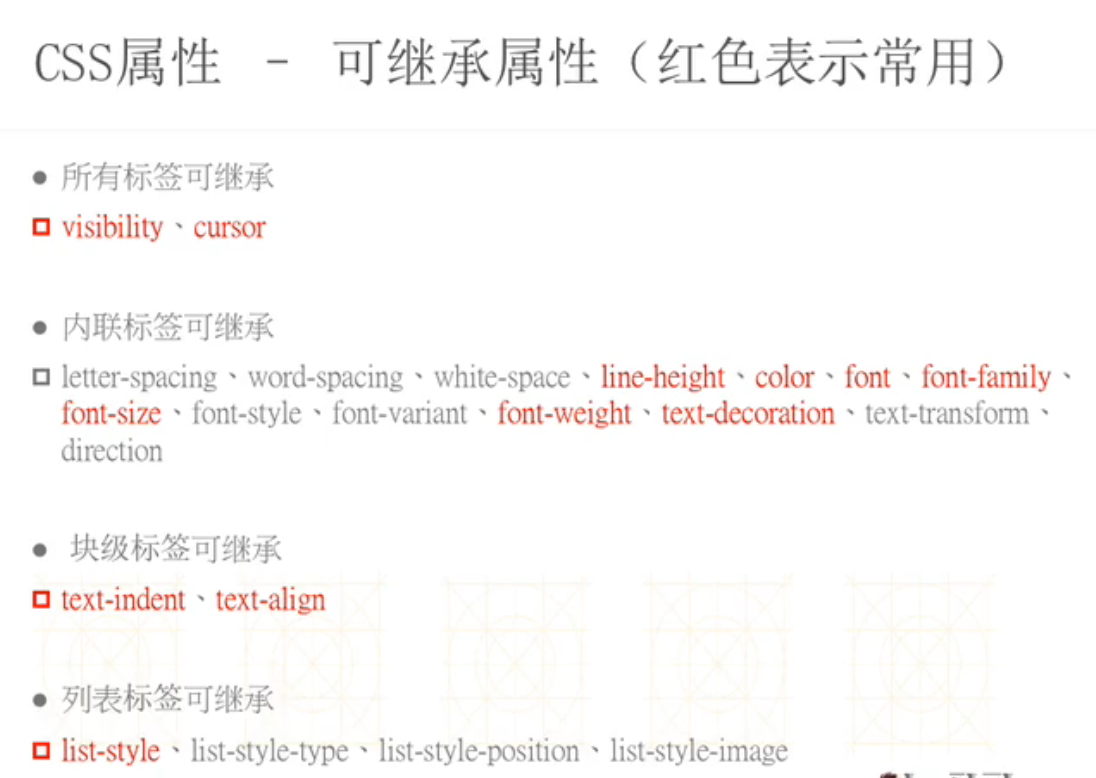 CSS属性 - 可继承属性（红色表示常用）
所有标签可继承
visibility、cursor
内联标签可继承
letter-spacing、word-spacing、white-space、line-height、color、font、font-family、
font-size、font-style、font-variant、font-weight、text-decoration、text-transform、
direction
块级标签可继承
text-indent、text-align
列表标签可继承
list-style、list-style-type、list-style-position、list-style-image